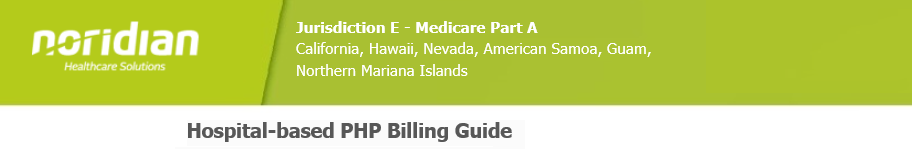 noridian
Healthcare Solutions
Jurisdiction E - Medicare Part A
California, Hawaii, Nevada, American Samoa, Guam,
Northern Mariana Islands
Hospital-based PHP Billing Guide